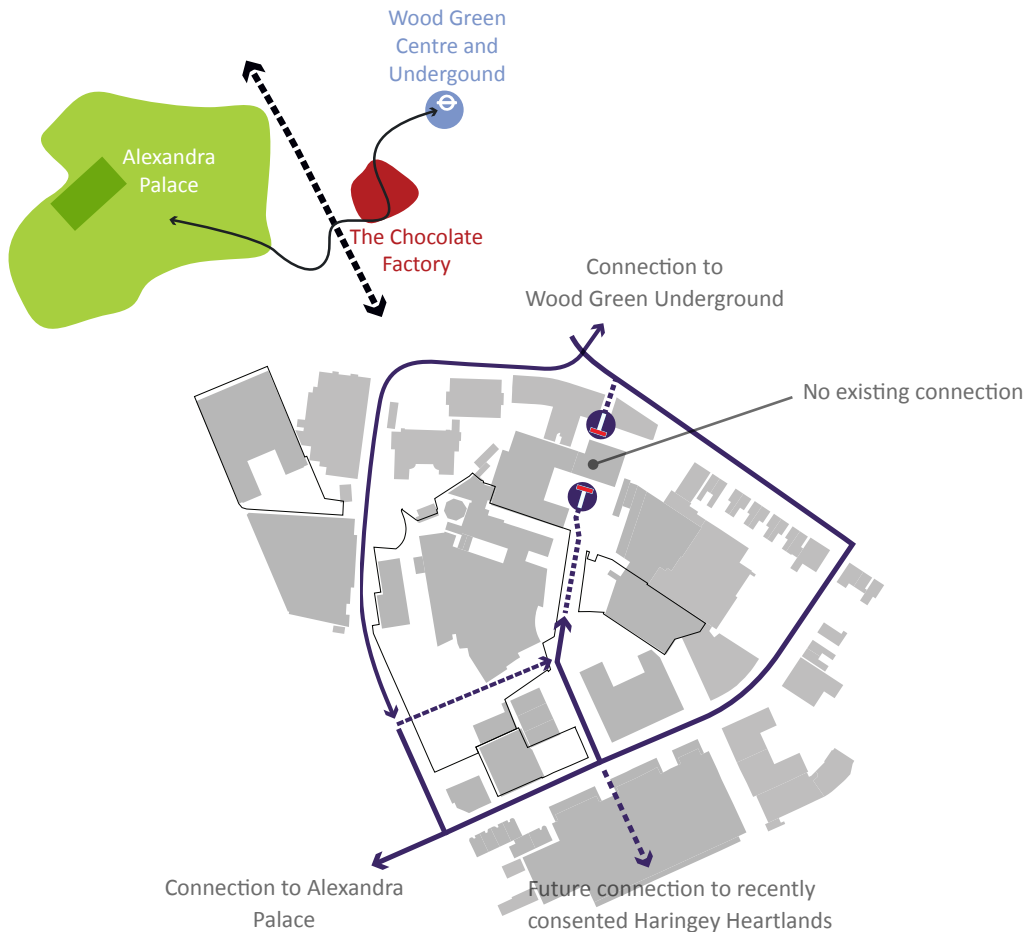 Wood Green
Centre and
Undergound
Alexandra
Palace
The Chocolate
Factory
Connection to
Wood Green Underground
No existing connection
Connection to Alexandra
Palace
Future connection to recently
consented Haringey Heartlands